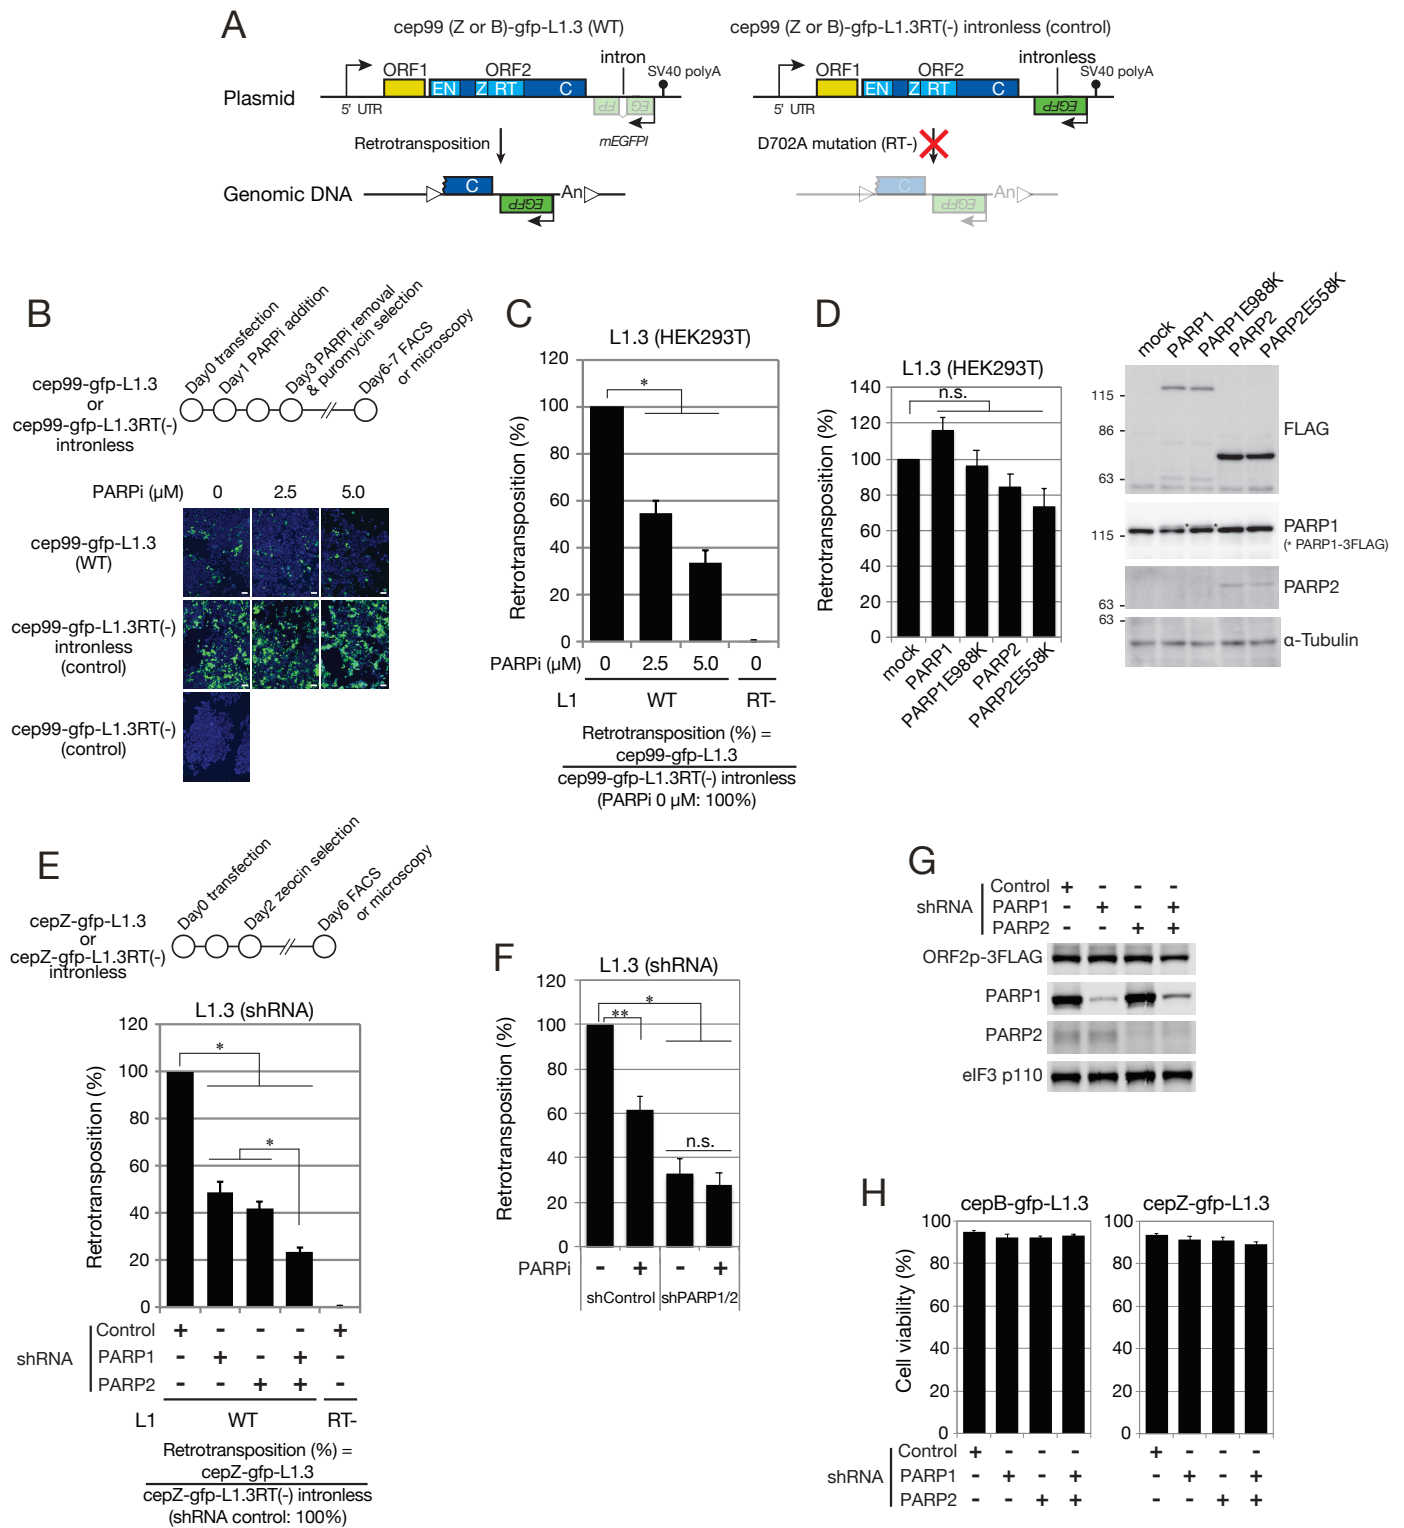 A
cep99 (Z or B)-gfp-L1.3 (WT)
cep99 (Z or B)-gfp-L1.3RT(-) intronless (control)
intron
intronless
ORF1
ORF2
SV40 polyA
ORF1
ORF2
SV40 polyA
Plasmid
EN
Z
RT
C
FP
EG
EN
Z
RT
C
EGFP
5' UTR
mEGFPI
5' UTR
Retrotransposition
D702A mutation (RT-)
Genomic DNA
C
EGFP
An
C
EGFP
An
B
Day0 transfection
Day1 PARPi addition
Day3 PARPi removal
& puromycin selection
Day6-7 FACS
or microscopy
cep99-gfp-L1.3
or
cep99-gfp-L1.3RT(-)
intronless
PARPi (µM) 0 2.5 5.0
cep99-gfp-L1.3
(WT)
cep99-gfp-L1.3RT(-)
intronless
(control)
cep99-gfp-L1.3RT(-)
(control)
C
L1.3 (HEK293T)
Retrotransposition (%)
120
100
80
60
40
20
0
*
PARPi (µM) 0 2.5 5.0 0
L1 WT RT-
Retrotransposition (%) =
cep99-gfp-L1.3
cep99-gfp-L1.3RT(-) intronless
(PARPi 0 µM: 100%)
D
L1.3 (HEK293T)
Retrotransposition (%)
140
120
100
80
60
40
20
0
n.s.
mock
PARP1
PARP1E988K
PARP2
PARP2E558K
mock
PARP1
PARP1E988K
PARP2
PARP2E558K
115
86
63
FLAG
115
* *
PARP1
(* PARP1-3FLAG)
63
PARP2
63
α-Tubulin
E
Day0 transfection
Day2 zeocin selection
Day6 FACS
or microscopy
cepZ-gfp-L1.3
or
cepZ-gfp-L1.3RT(-)
intronless
L1.3 (shRNA)
Retrotransposition (%)
120
100
80
60
40
20
0
*
*
shRNA
Control + - - - +
PARP1 - + - + -
PARP2 - - + + -
L1 WT RT-
Retrotransposition (%) =
cepZ-gfp-L1.3
cepZ-gfp-L1.3RT(-) intronless
(shRNA control: 100%)
F
L1.3 (shRNA)
Retrotransposition (%)
120
100
80
60
40
20
0
*
**
n.s.
PARPi - + - +
shControl shPARP1/2
G
shRNA
Control + - - -
PARP1 - + - +
PARP2 - - + +
ORF2p-3FLAG
PARP1
PARP2
eIF3 p110
H
cepB-gfp-L1.3
cepZ-gfp-L1.3
Cell viability (%)
100
80
60
40
20
0
100
80
60
40
20
0
shRNA
Control + - - - + - - -
PARP1 - + - + - + - +
PARP2 - - + + - - + +